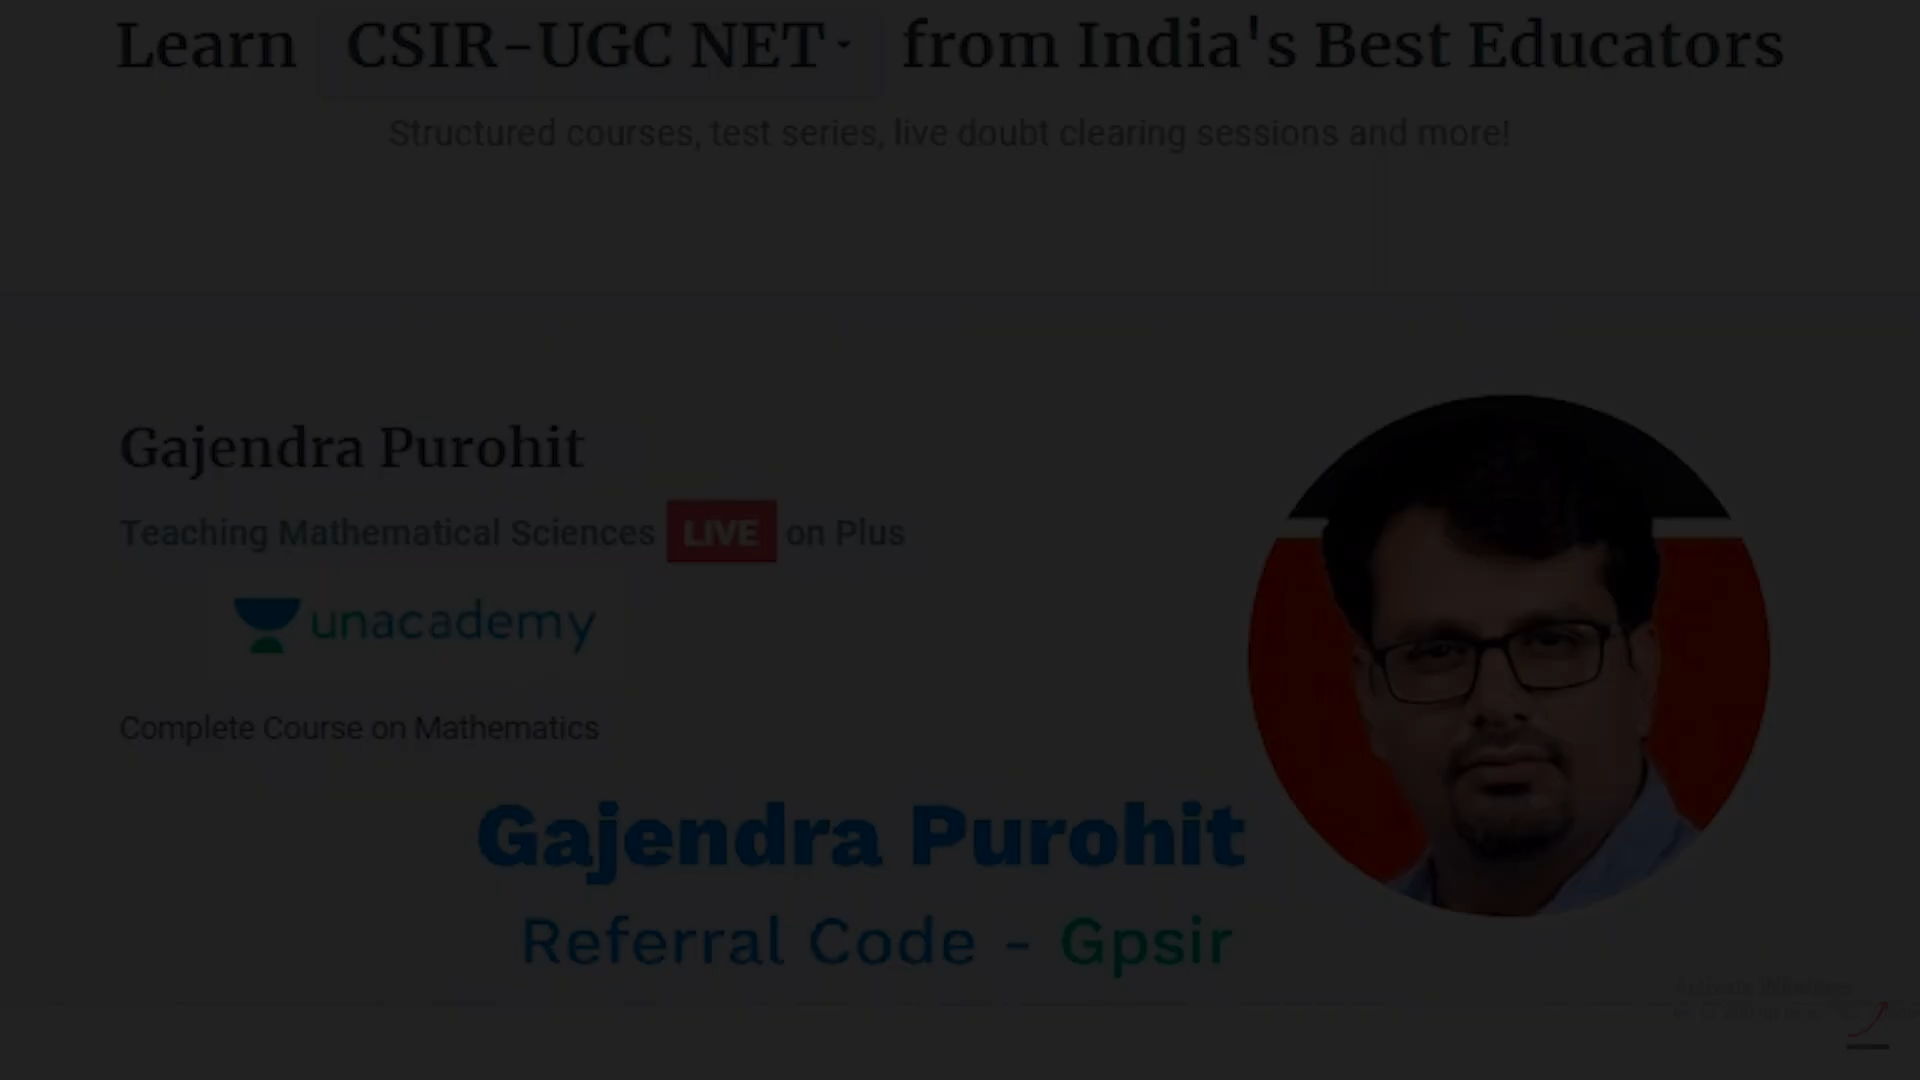 Learn CSIR-UGC NET from India's Best Educators
Structured courses, test series, live doubt clearing sessions and more!
Gajendra Purohit
Teaching Mathematical Sciences LIVE on Plus
unacademy
Complete Course on Mathematics
Gajendra Purohit
Referral Code - Gpsir